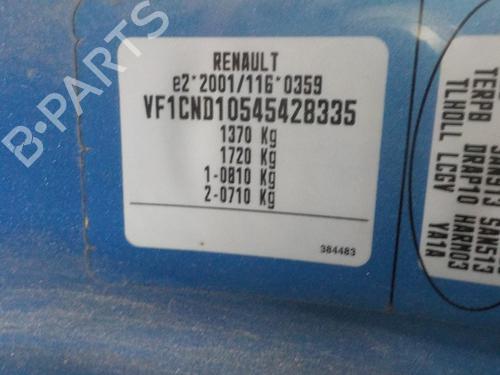 RENAULT
e2*2001/116*0359
VF1CND10545428335
1370 Kg
1720 Kg
1-0810 Kg
2-0710 Kg
384483
SAN513
DRAP10 HARM03
TERPB
TLHOLL LCGV YA1A
B-PARTS